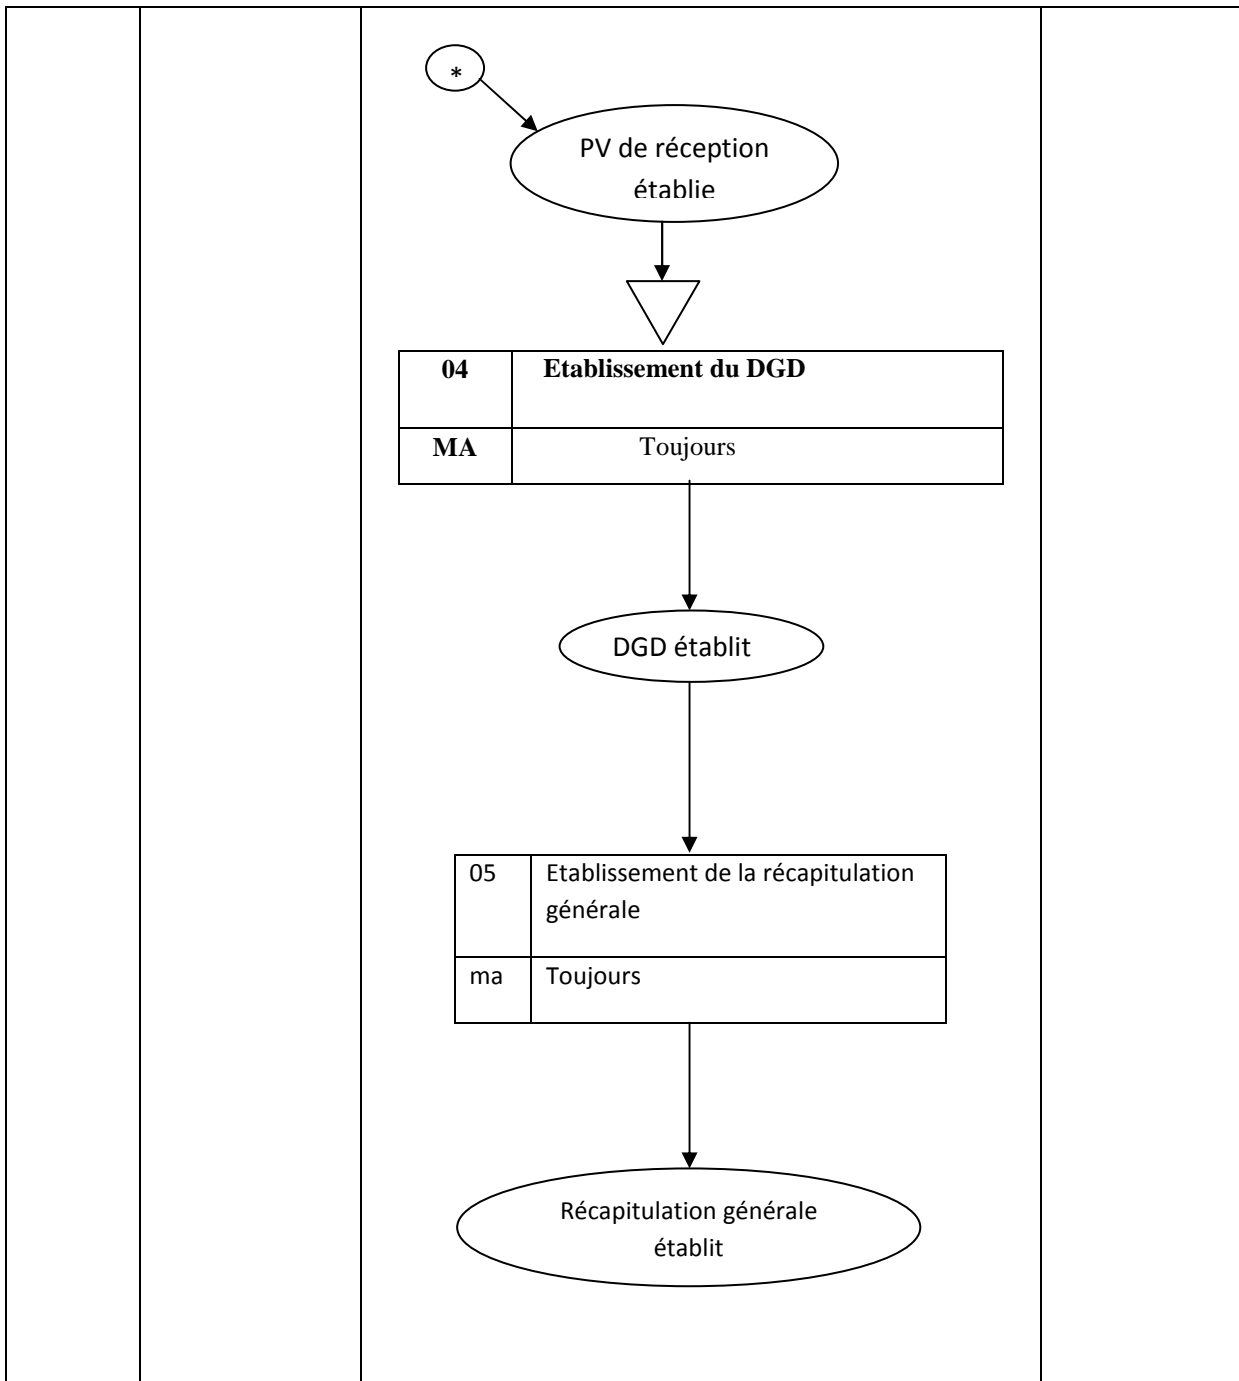 *
PV de réception
établie
04 Etablissement du DGD
MA Toujours
DGD établit
05 Etablissement de la récapitulation
générale
ma Toujours
Récapitulation générale
établit